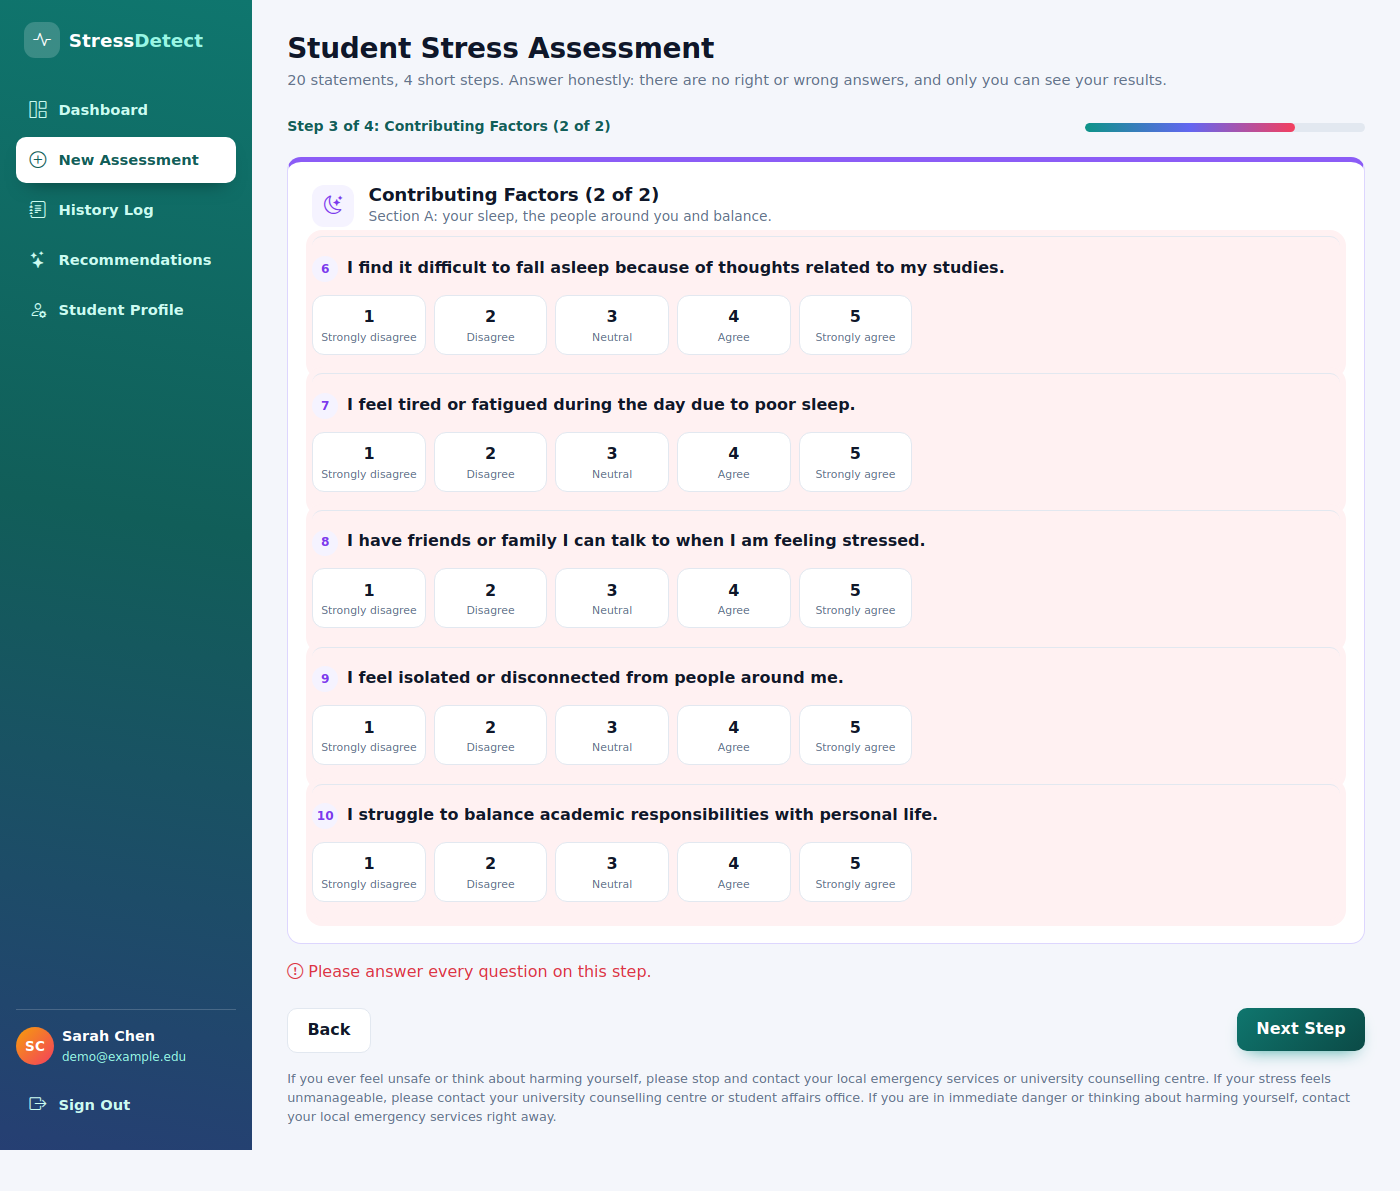 StressDetect
Dashboard
New Assessment
History Log
Recommendations
Student Profile
SC
Sarah Chen
demo@example.edu
Sign Out
Student Stress Assessment
20 statements, 4 short steps. Answer honestly: there are no right or wrong answers, and only you can see your results.
Step 3 of 4: Contributing Factors (2 of 2)
Contributing Factors (2 of 2)
Section A: your sleep, the people around you and balance.
6 I find it difficult to fall asleep because of thoughts related to my studies.
1 2 3 4 5
Strongly disagree Disagree Neutral Agree Strongly agree
7 I feel tired or fatigued during the day due to poor sleep.
1 2 3 4 5
Strongly disagree Disagree Neutral Agree Strongly agree
8 I have friends or family I can talk to when I am feeling stressed.
1 2 3 4 5
Strongly disagree Disagree Neutral Agree Strongly agree
9 I feel isolated or disconnected from people around me.
1 2 3 4 5
Strongly disagree Disagree Neutral Agree Strongly agree
10 I struggle to balance academic responsibilities with personal life.
1 2 3 4 5
Strongly disagree Disagree Neutral Agree Strongly agree
Please answer every question on this step.
Back
Next Step
If you ever feel unsafe or think about harming yourself, please stop and contact your local emergency services or university counselling centre. If your stress feels
unmanageable, please contact your university counselling centre or student affairs office. If you are in immediate danger or thinking about harming yourself, contact
your local emergency services right away.